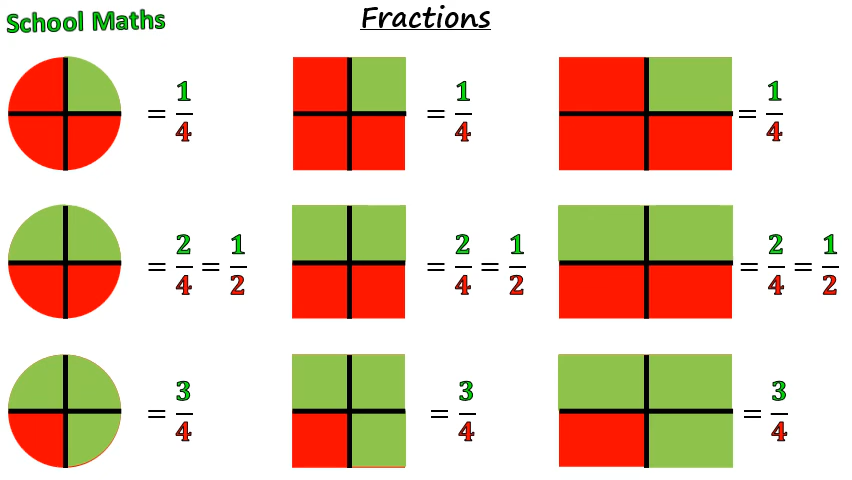 School Maths
Fractions
= 1/4
= 1/4
= 1/4
= 2/4 = 1/2
= 2/4 = 1/2
= 2/4 = 1/2
= 3/4
= 3/4
= 3/4